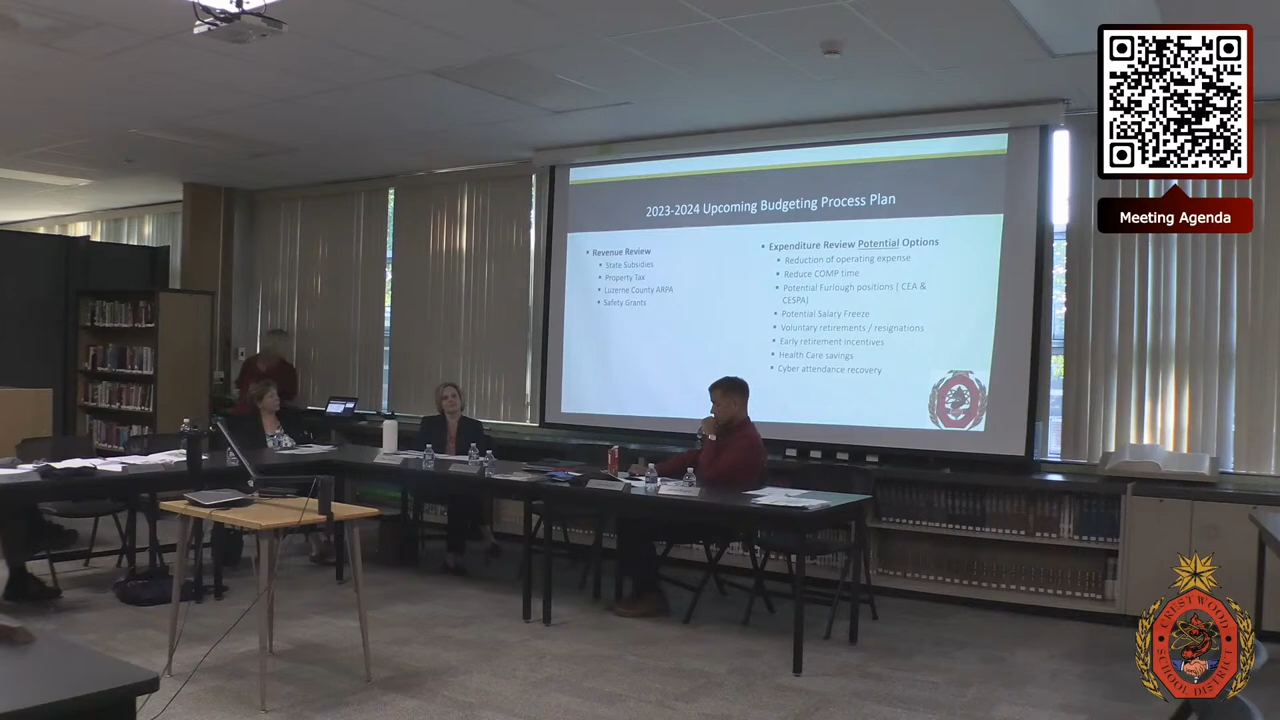 Meeting Agenda
2023-2024 Upcoming Budgeting Process Plan
Revenue Review
State Subsidies
Property Tax
Luzerne County ARPA
Safety Grants
Expenditure Review Potential Options
Reduction of operating expense
Reduce COMP time
Potential Furlough positions ( CEA &
CESPA)
Potential Salary Freeze
Voluntary retirements / resignations
Early retirement incentives
Health Care savings
Cyber attendance recovery
CRESTWOOD
SCHOOL DISTRICT